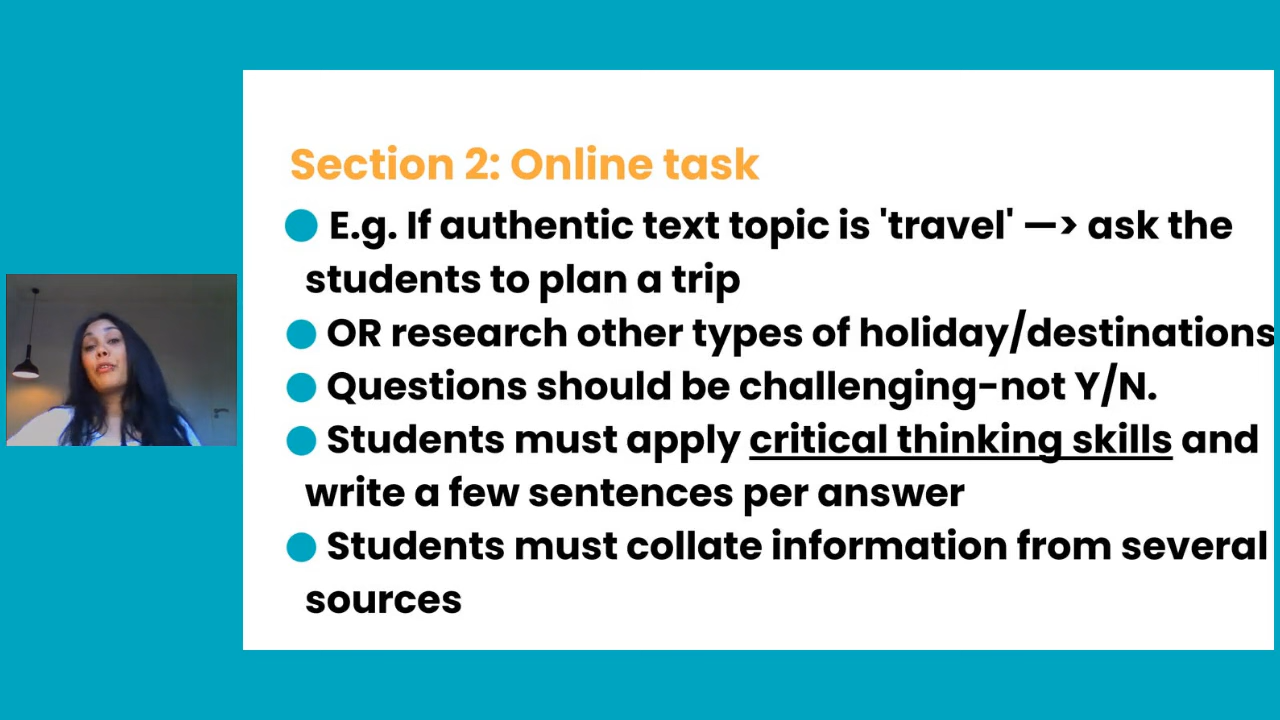 Section 2: Online task
● E.g. If authentic text topic is 'travel' —> ask the
students to plan a trip
● OR research other types of holiday/destinations
● Questions should be challenging-not Y/N.
● Students must apply critical thinking skills and
write a few sentences per answer
● Students must collate information from several
sources